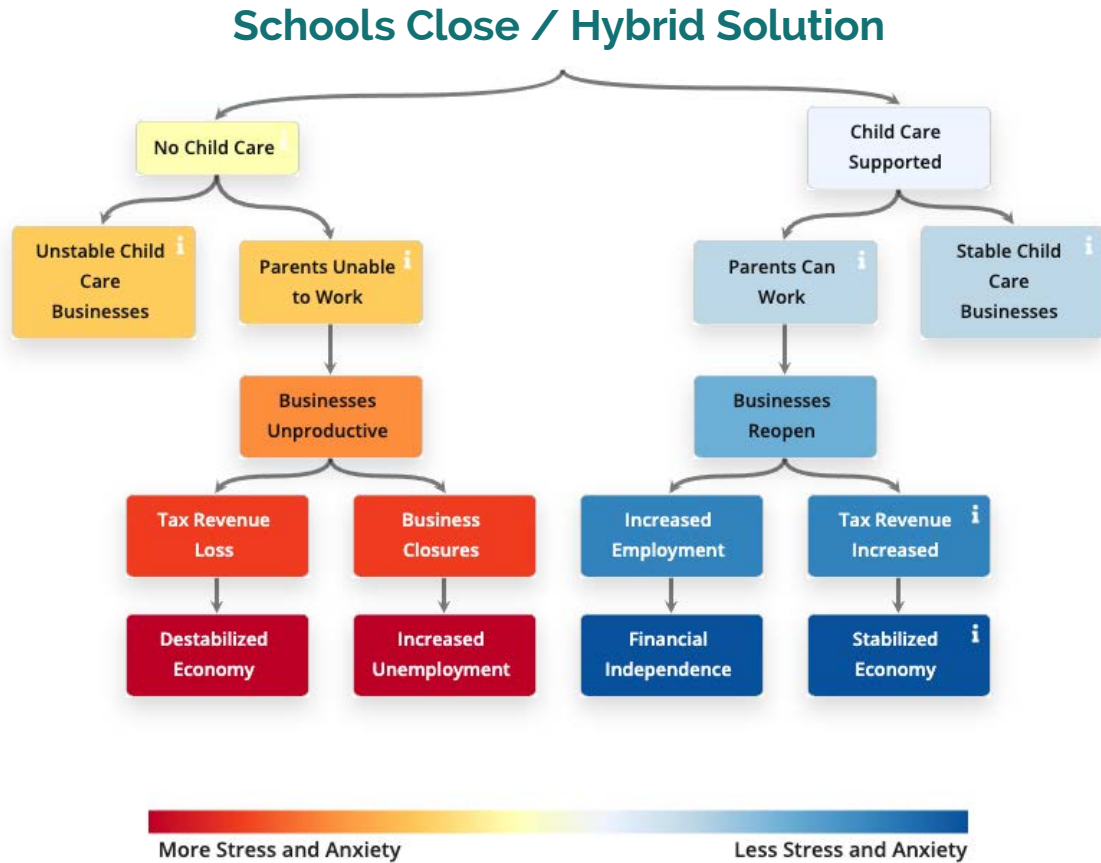 Schools Close / Hybrid Solution
No Child Care
Child Care
Supported
Unstable Child
Care
Businesses
Parents Unable
to Work
Parents Can
Work
Stable Child
Care
Businesses
Businesses
Unproductive
Businesses
Reopen
Tax Revenue
Loss
Business
Closures
Increased
Employment
Tax Revenue
Increased
Destabilized
Economy
Increased
Unemployment
Financial
Independence
Stabilized
Economy
More Stress and Anxiety
Less Stress and Anxiety